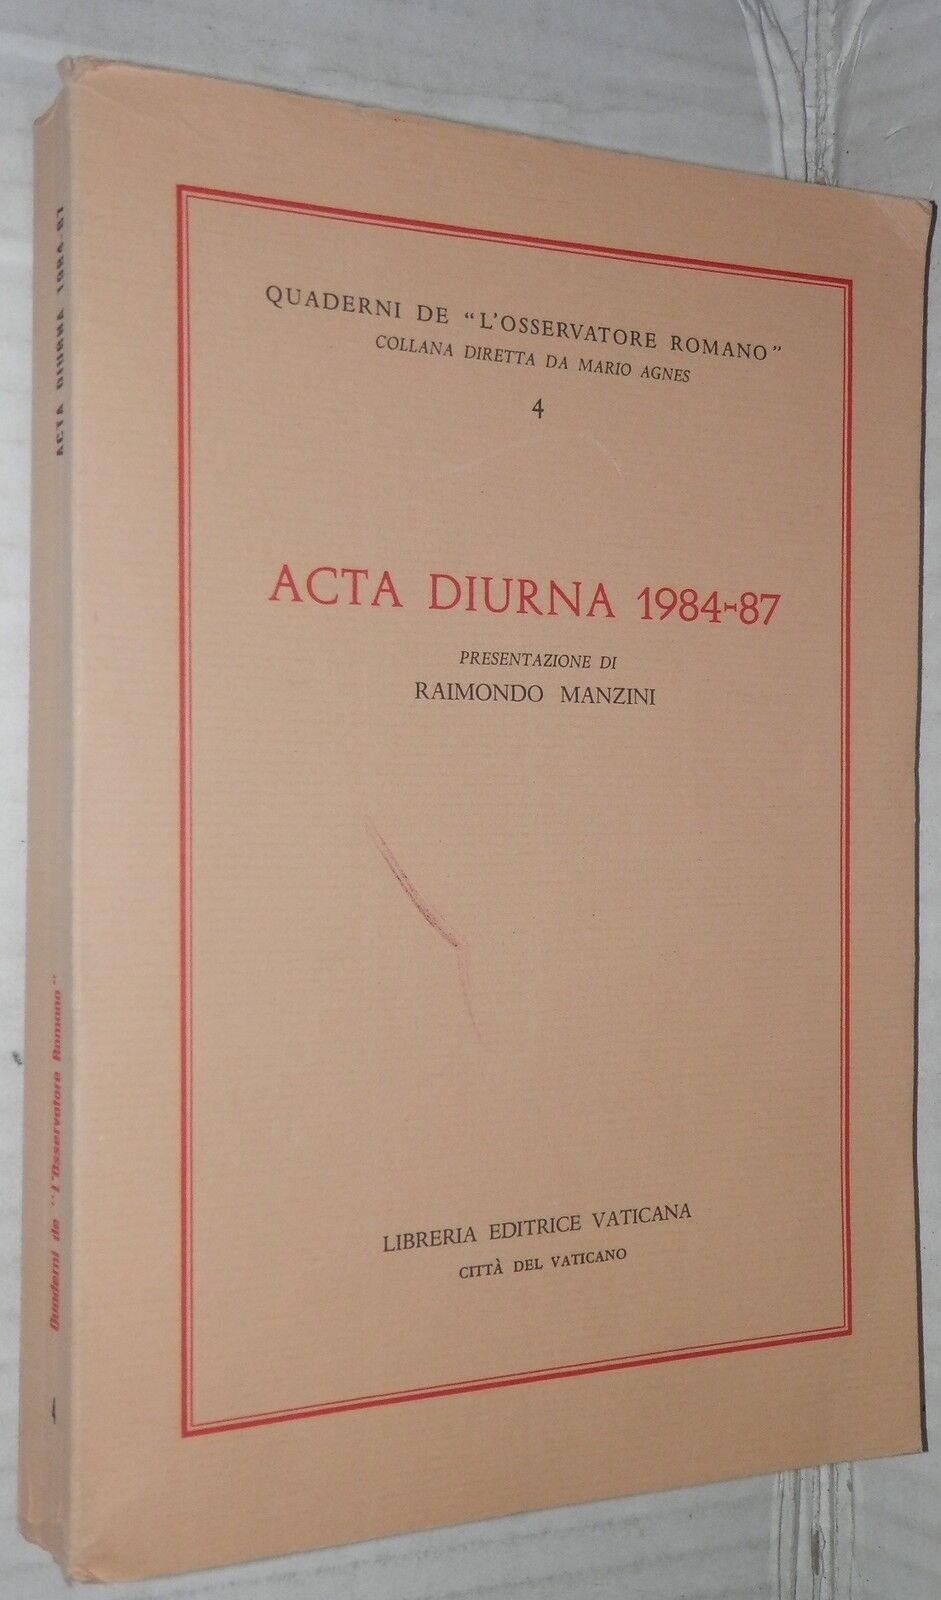 QUADERNI DE "L'OSSERVATORE ROMANO"
COLLANA DIRETTA DA MARIO AGNES
4
ACTA DIURNA 1984-87
PRESENTAZIONE DI
RAIMONDO MANZINI
LIBRERIA EDITRICE VATICANA
CITTÀ DEL VATICANO
ACTA DIURNA 1984-87
Quaderni de "L'Osservatore Romano"
4